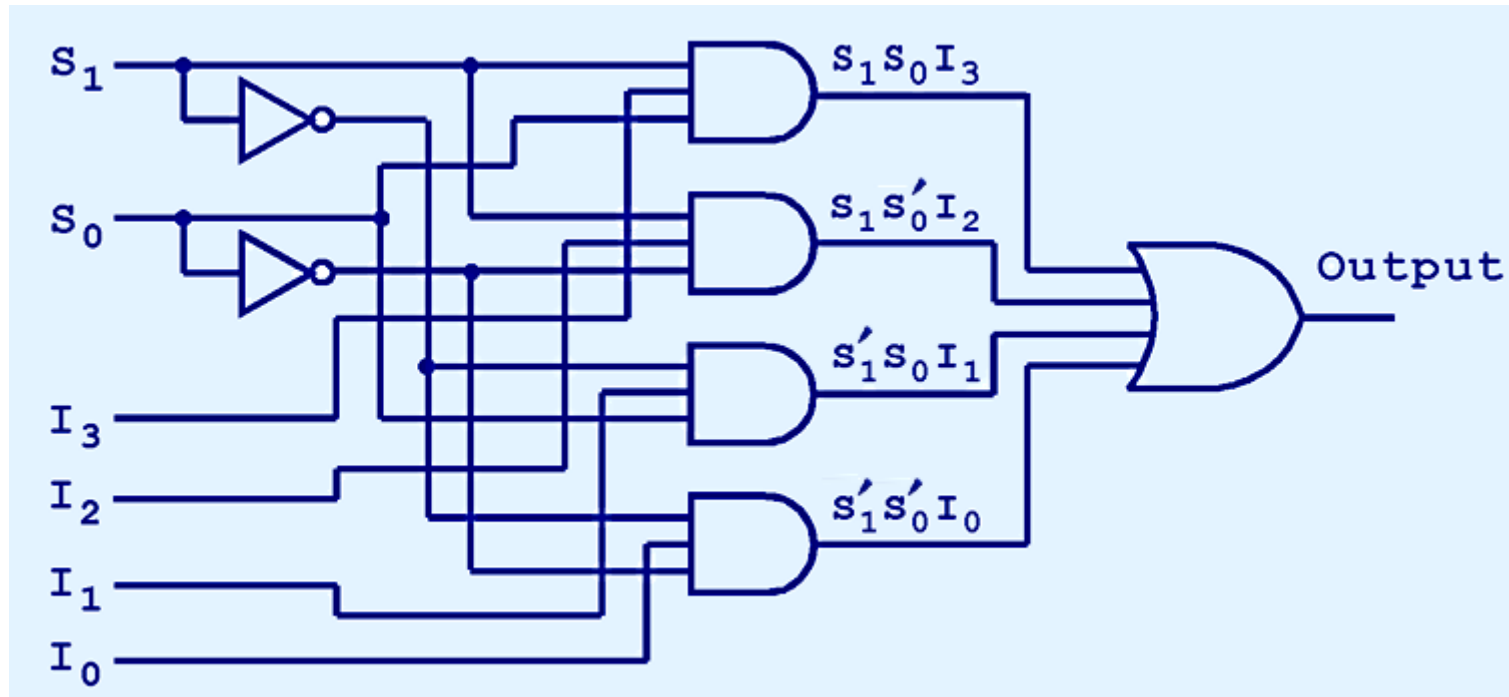 S₁
S₁S₀I₃
S₀
S₁S₀′I₂
Output
S₁′S₀I₁
I₃
I₂
S₁′S₀′I₀
I₁
I₀